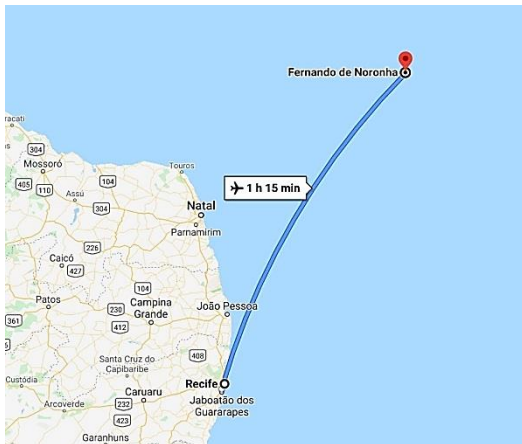 Fernando de Noronha
racati
304
Mossoró
Touros
405
110
104
1 h 15 min
Assú
304
Natal
Parnamirim
226
Caicó
427
104
Patos
230
Campina
Grande
João Pessoa
361
412
408
Santa Cruz do
Capibaribe
Custódia
Recife
Caruaru
Jaboatão dos
Guararapes
Arcoverde
232
423
Garanhuns